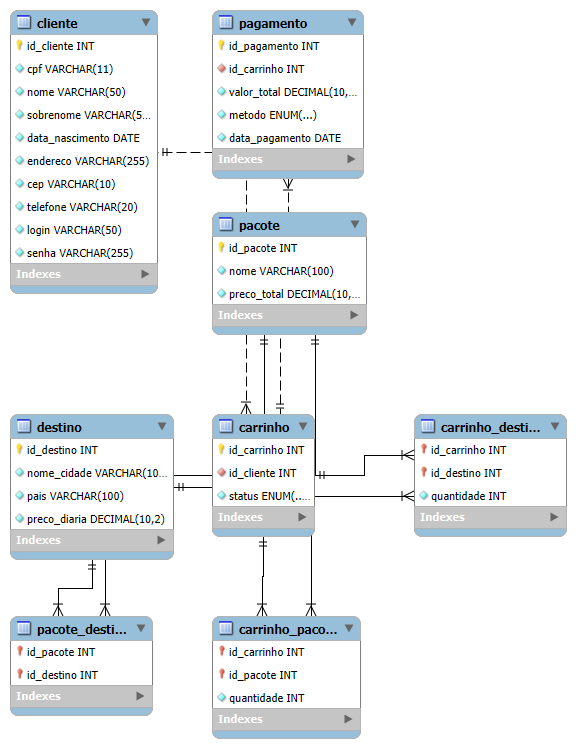 cliente
id_cliente INT
cpf VARCHAR(11)
nome VARCHAR(50)
sobrenome VARCHAR(5...
data_nascimento DATE
endereco VARCHAR(255)
cep VARCHAR(10)
telefone VARCHAR(20)
login VARCHAR(50)
senha VARCHAR(255)
Indexes
pagamento
id_pagamento INT
id_carrinho INT
valor_total DECIMAL(10,...
metodo ENUM(...)
data_pagamento DATE
Indexes
pacote
id_pacote INT
nome VARCHAR(100)
preco_total DECIMAL(10,...
Indexes
destino
id_destino INT
nome_cidade VARCHAR(10...
pais VARCHAR(100)
preco_diaria DECIMAL(10,2)
Indexes
carrinho
id_carrinho INT
id_cliente INT
status ENUM(...
Indexes
carrinho_desti...
id_carrinho INT
id_destino INT
quantidade INT
Indexes
pacote_desti...
id_pacote INT
id_destino INT
Indexes
carrinho_paco...
id_carrinho INT
id_pacote INT
quantidade INT
Indexes